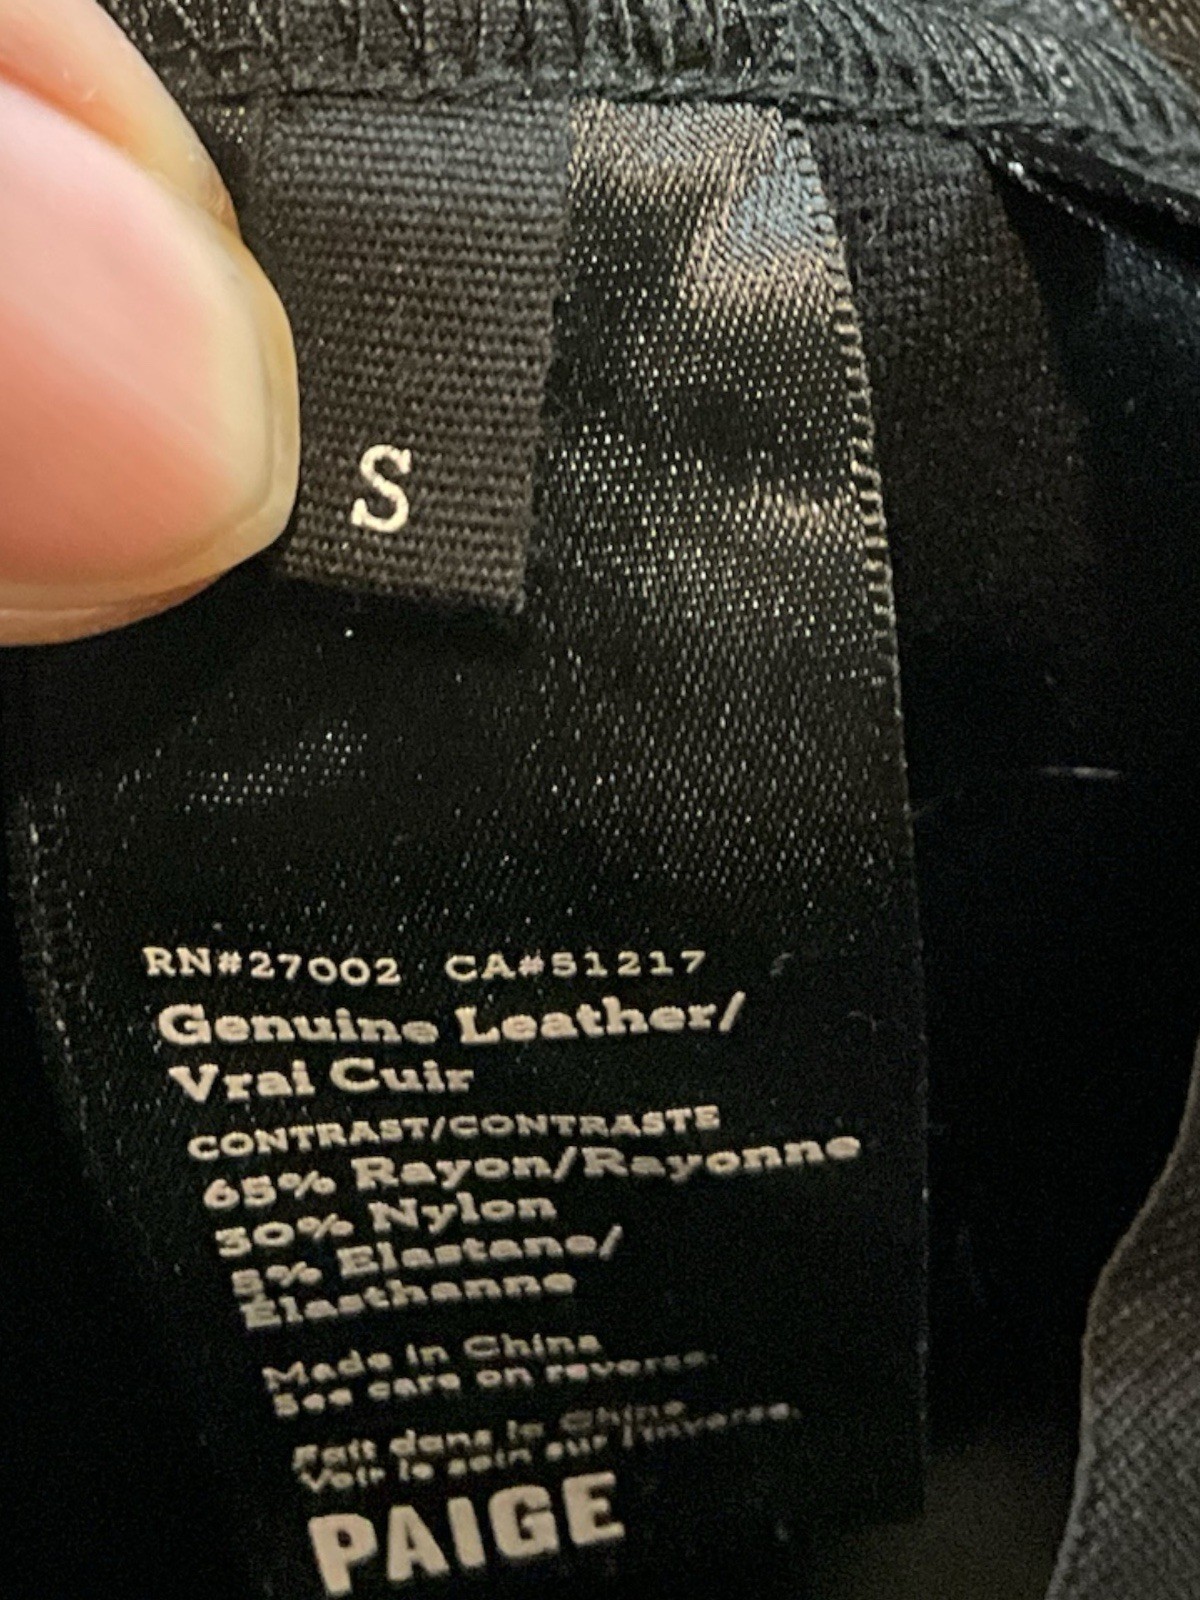 S
RN#27002 CA#51217
Genuine Leather/
Vrai Cuir
CONTRAST/CONTRASTE
65% Rayon/Rayonne
30% Nylon
5% Elastane/
Élasthanne
Made in China
See care on reverse.
Fait dans la Chine
Voir le soin sur l'inverse.
PAIGE